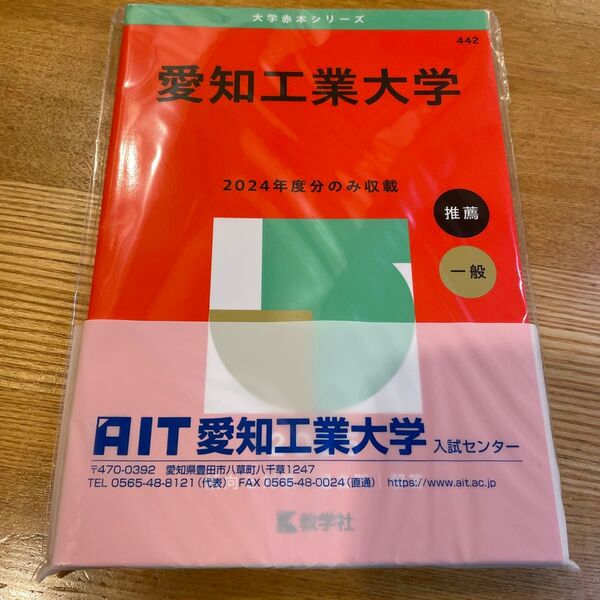 大学赤本シリーズ
442
愛知工業大学
2024年度分のみ収載
推薦
一般
AIT 愛知工業大学 入試センター
〒470-0392 愛知県豊田市八草町八千草1247
TEL 0565-48-8121(代表) FAX 0565-48-0024(直通) https://www.ait.ac.jp
教学社